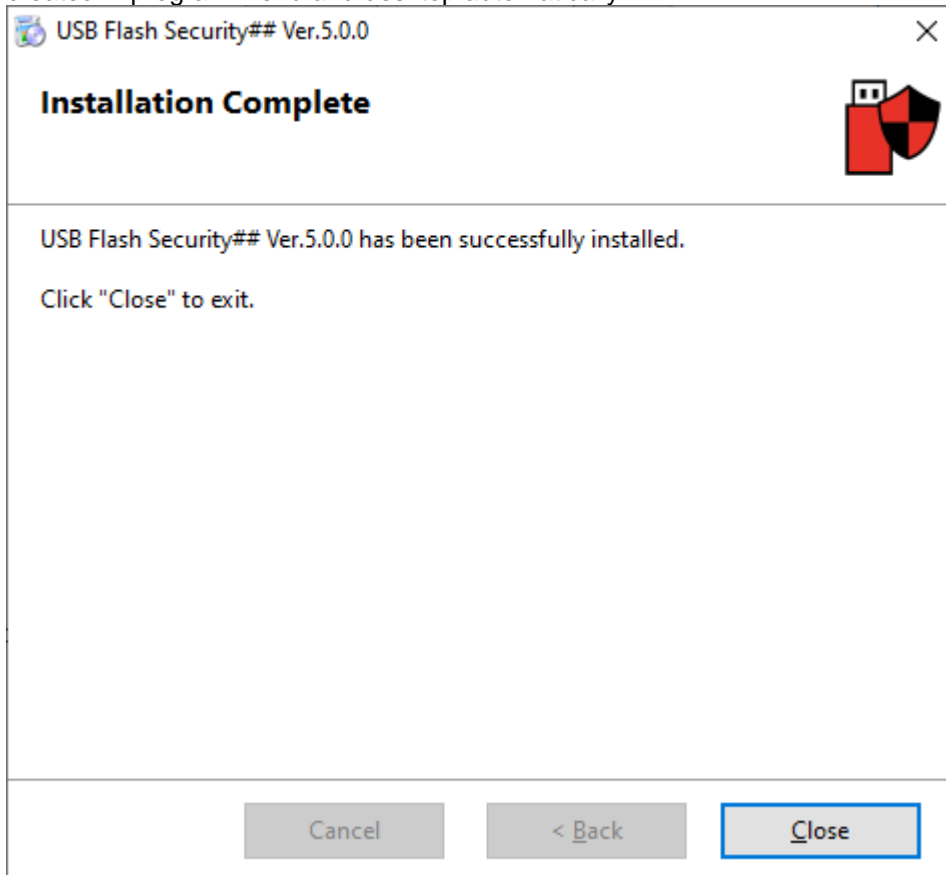 USB Flash Security## Ver.5.0.0
Installation Complete
USB Flash Security## Ver.5.0.0 has been successfully installed.
Click "Close" to exit.
Cancel
< Back
Close